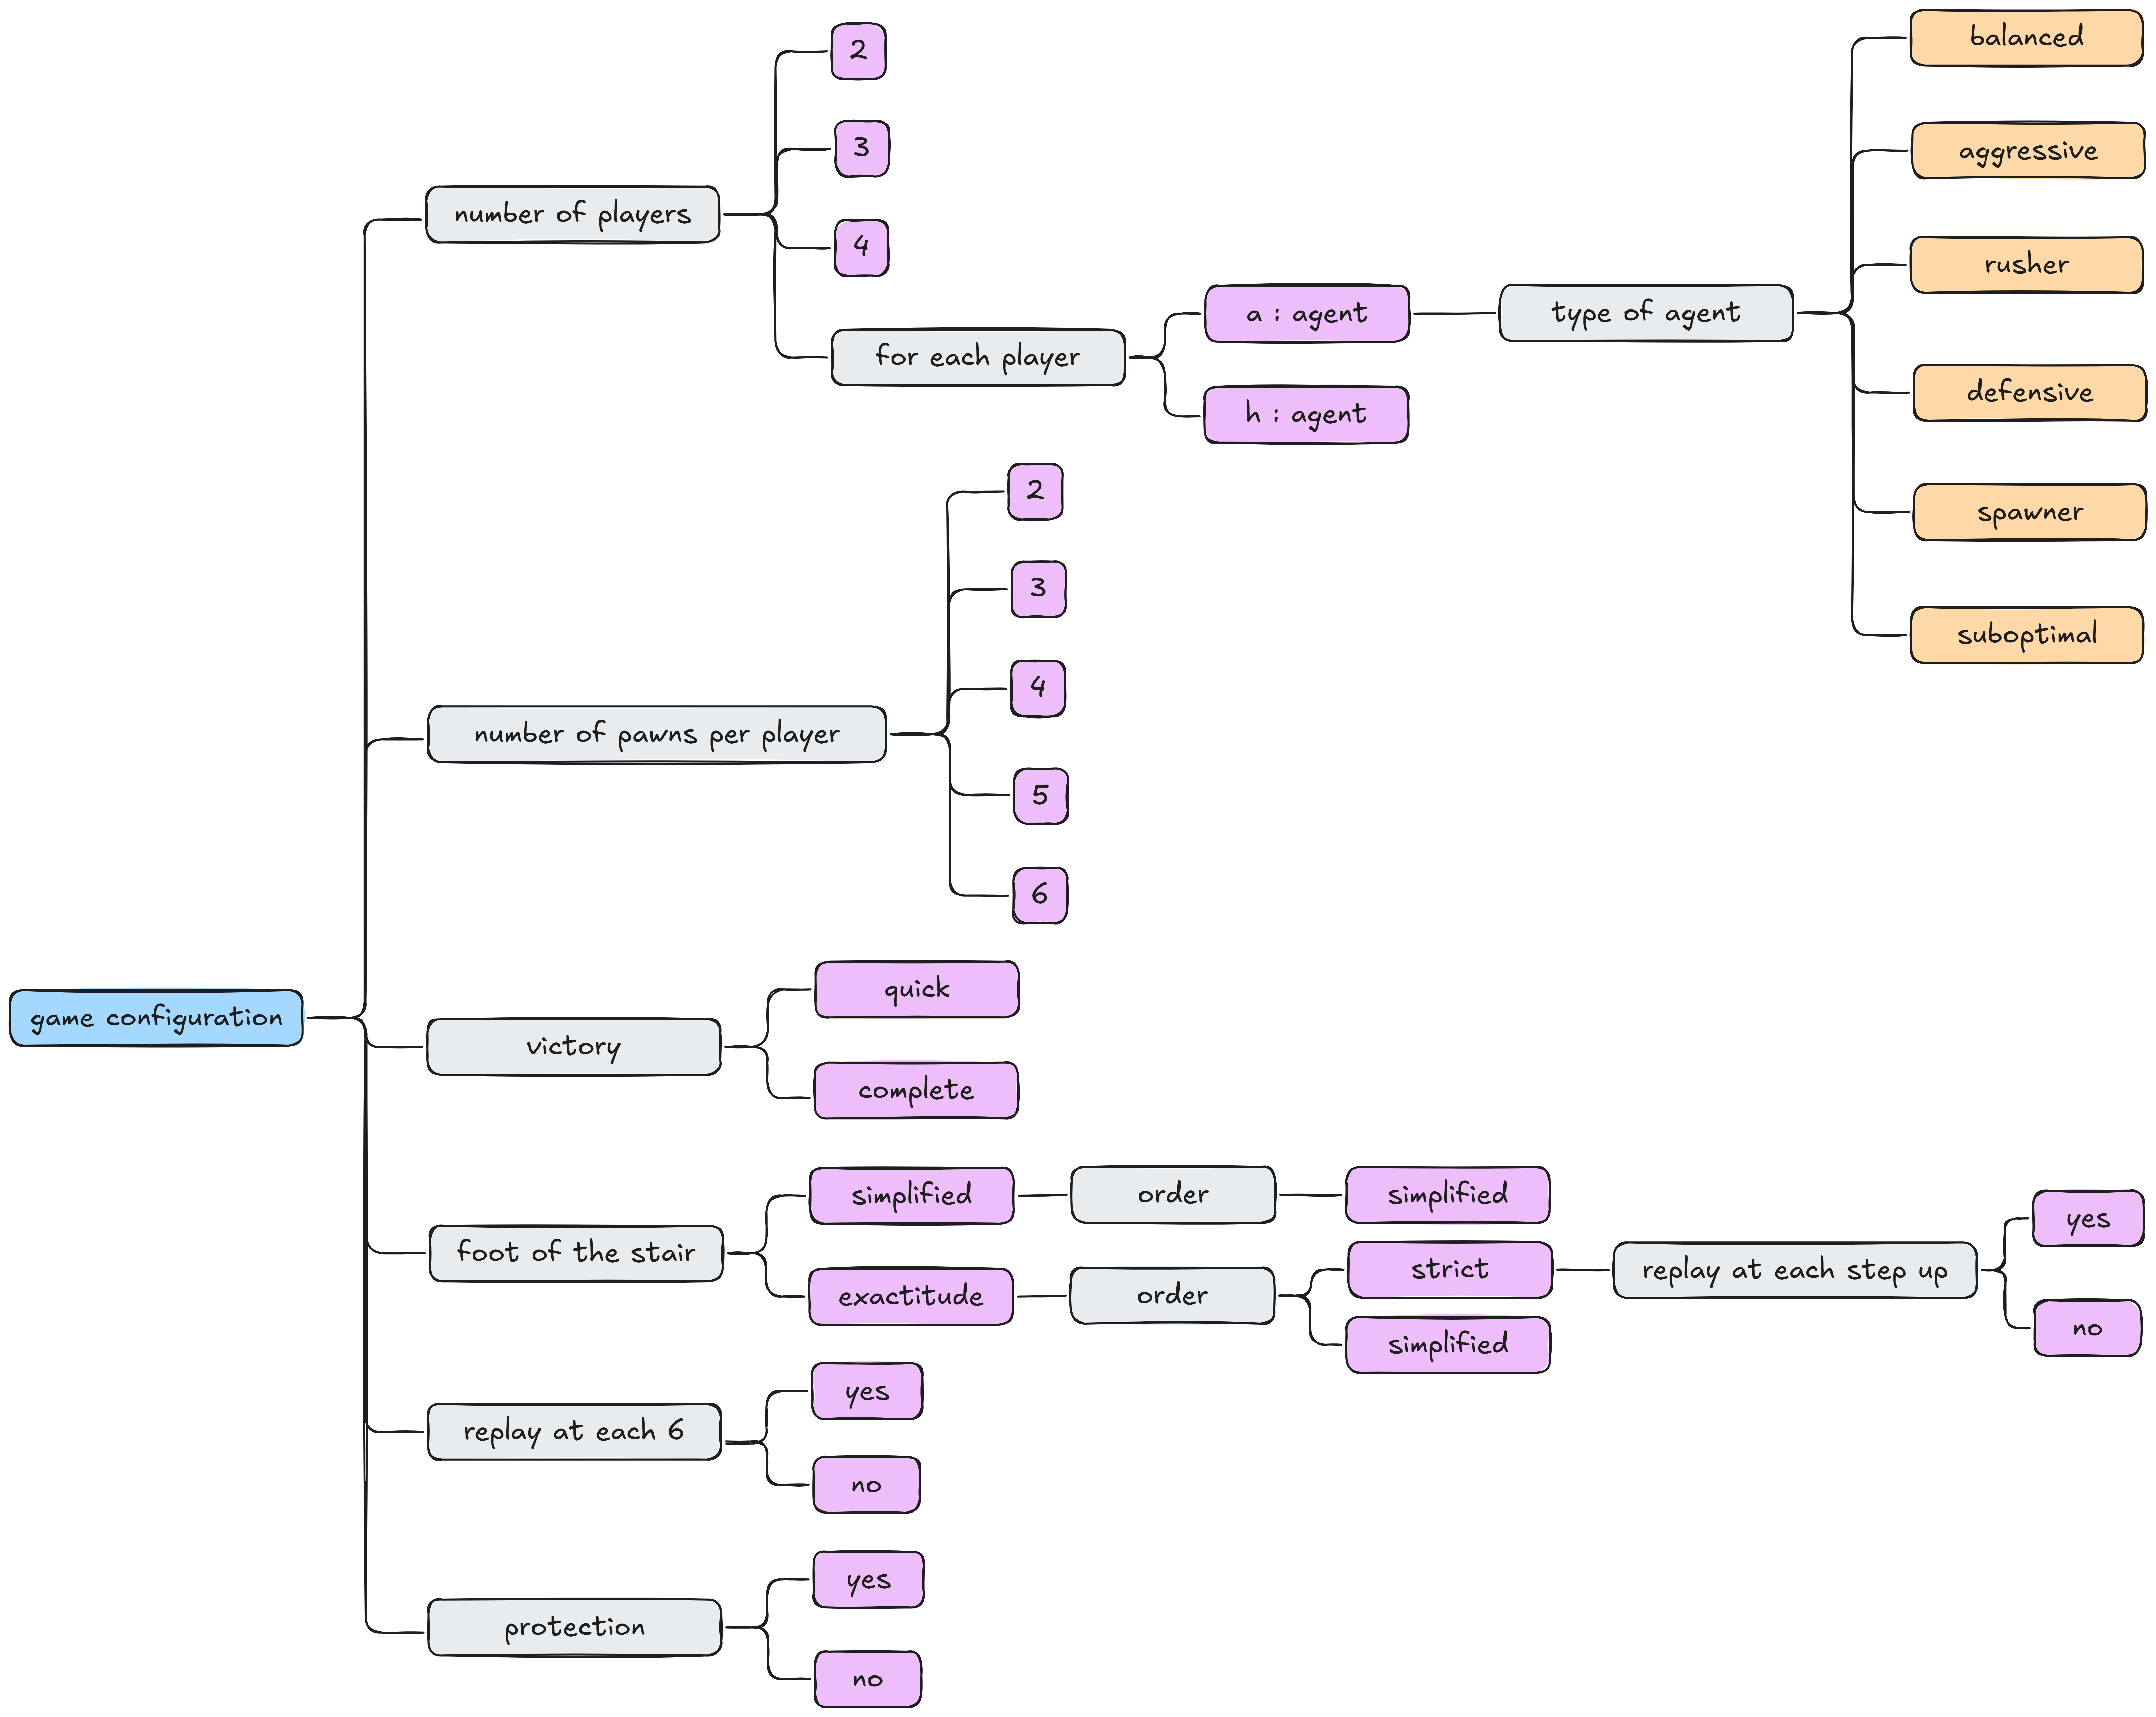 game configuration
number of players
2
3
4
for each player
a : agent
type of agent
balanced
aggressive
rusher
defensive
spawner
suboptimal
h : agent
number of pawns per player
2
3
4
5
6
victory
quick
complete
foot of the stair
simplified
order
simplified
exactitude
order
strict
replay at each step up
yes
no
simplified
replay at each 6
yes
no
protection
yes
no